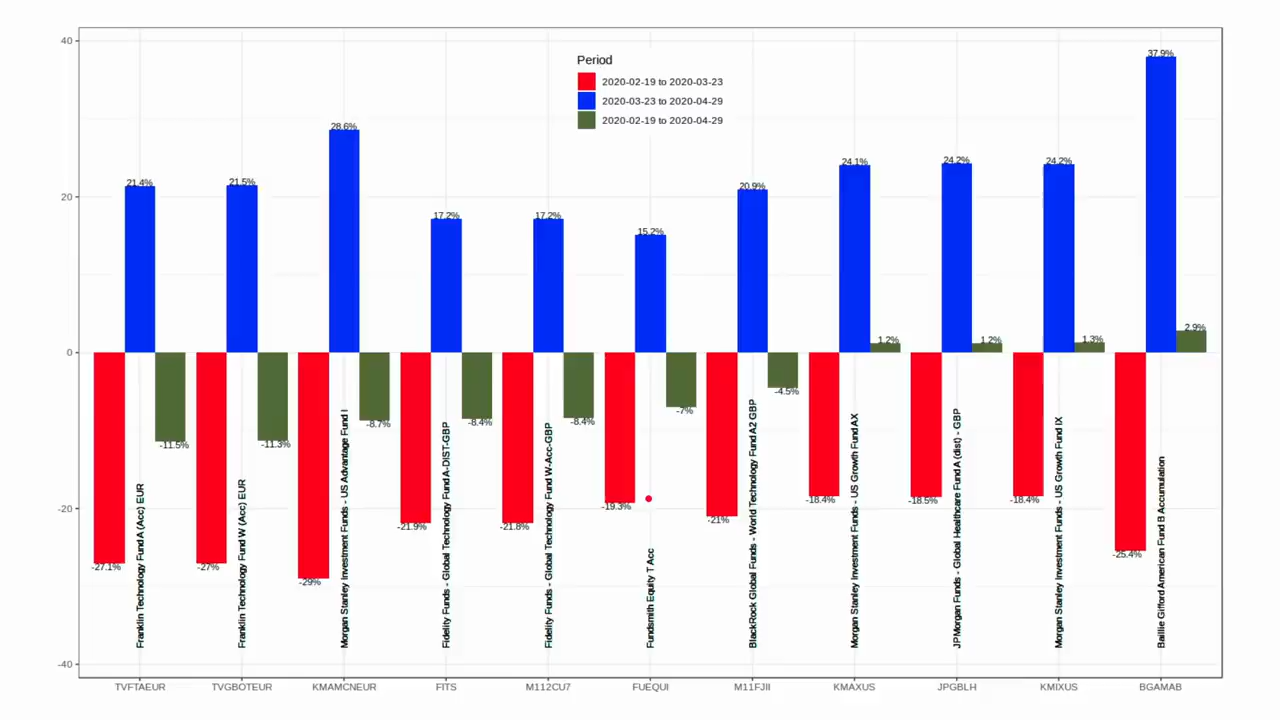 40
20
0
-20
-40
Period
2020-02-19 to 2020-03-23
2020-03-23 to 2020-04-29
2020-02-19 to 2020-04-29
-27.1%
21.4%
-11.5%
-27%
21.5%
-11.3%
-29%
28.6%
-8.7%
-21.9%
17.2%
-8.4%
-21.8%
17.2%
-8.4%
-19.3%
15.2%
-7%
-21%
20.9%
-4.5%
-18.4%
24.1%
1.2%
-18.5%
24.2%
1.2%
-18.4%
24.2%
1.3%
-25.4%
37.9%
2.9%
Franklin Technology Fund A (Acc) EUR
Franklin Technology Fund W (Acc) EUR
Morgan Stanley Investment Funds - US Advantage Fund I
Fidelity Funds - Global Technology Fund A-DIST-GBP
Fidelity Funds - Global Technology Fund W-Acc-GBP
Fundsmith Equity T Acc
BlackRock Global Funds - World Technology Fund A2 GBP
Morgan Stanley Investment Funds - US Growth Fund AX
JPMorgan Funds - Global Healthcare Fund A (dist) - GBP
Morgan Stanley Investment Funds - US Growth Fund IX
Baillie Gifford American Fund B Accumulation
TVFTAEUR
TVGBOTEUR
KMAMCNEUR
FITS
M112CU7
FUEQUI
M11FJII
KMAXUS
JPGBLH
KMIXUS
BGAMAB